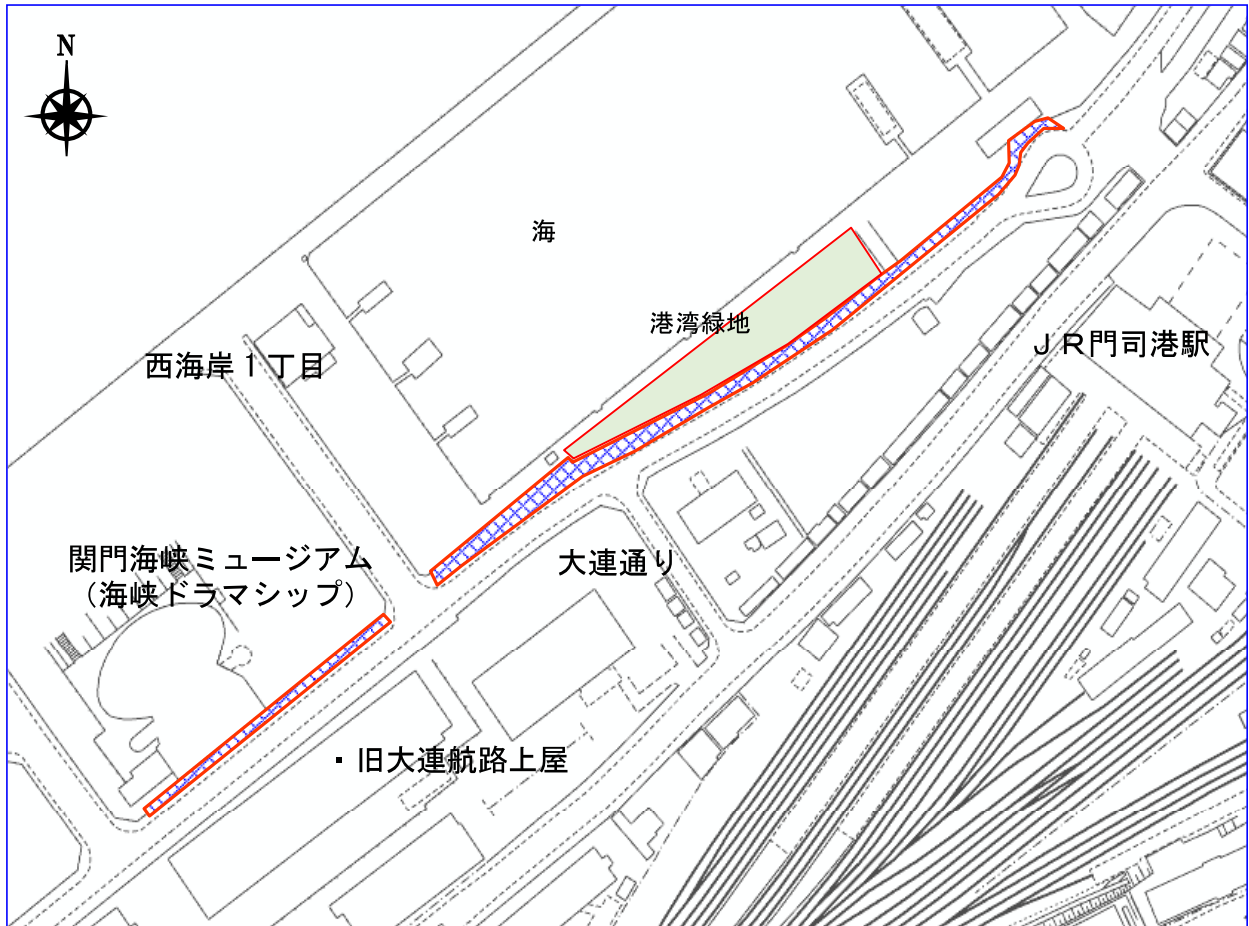 N
海
港湾緑地
JR門司港駅
西海岸1丁目
関門海峡ミュージアム
(海峡ドラマシップ)
大連通り
・旧大連航路上屋